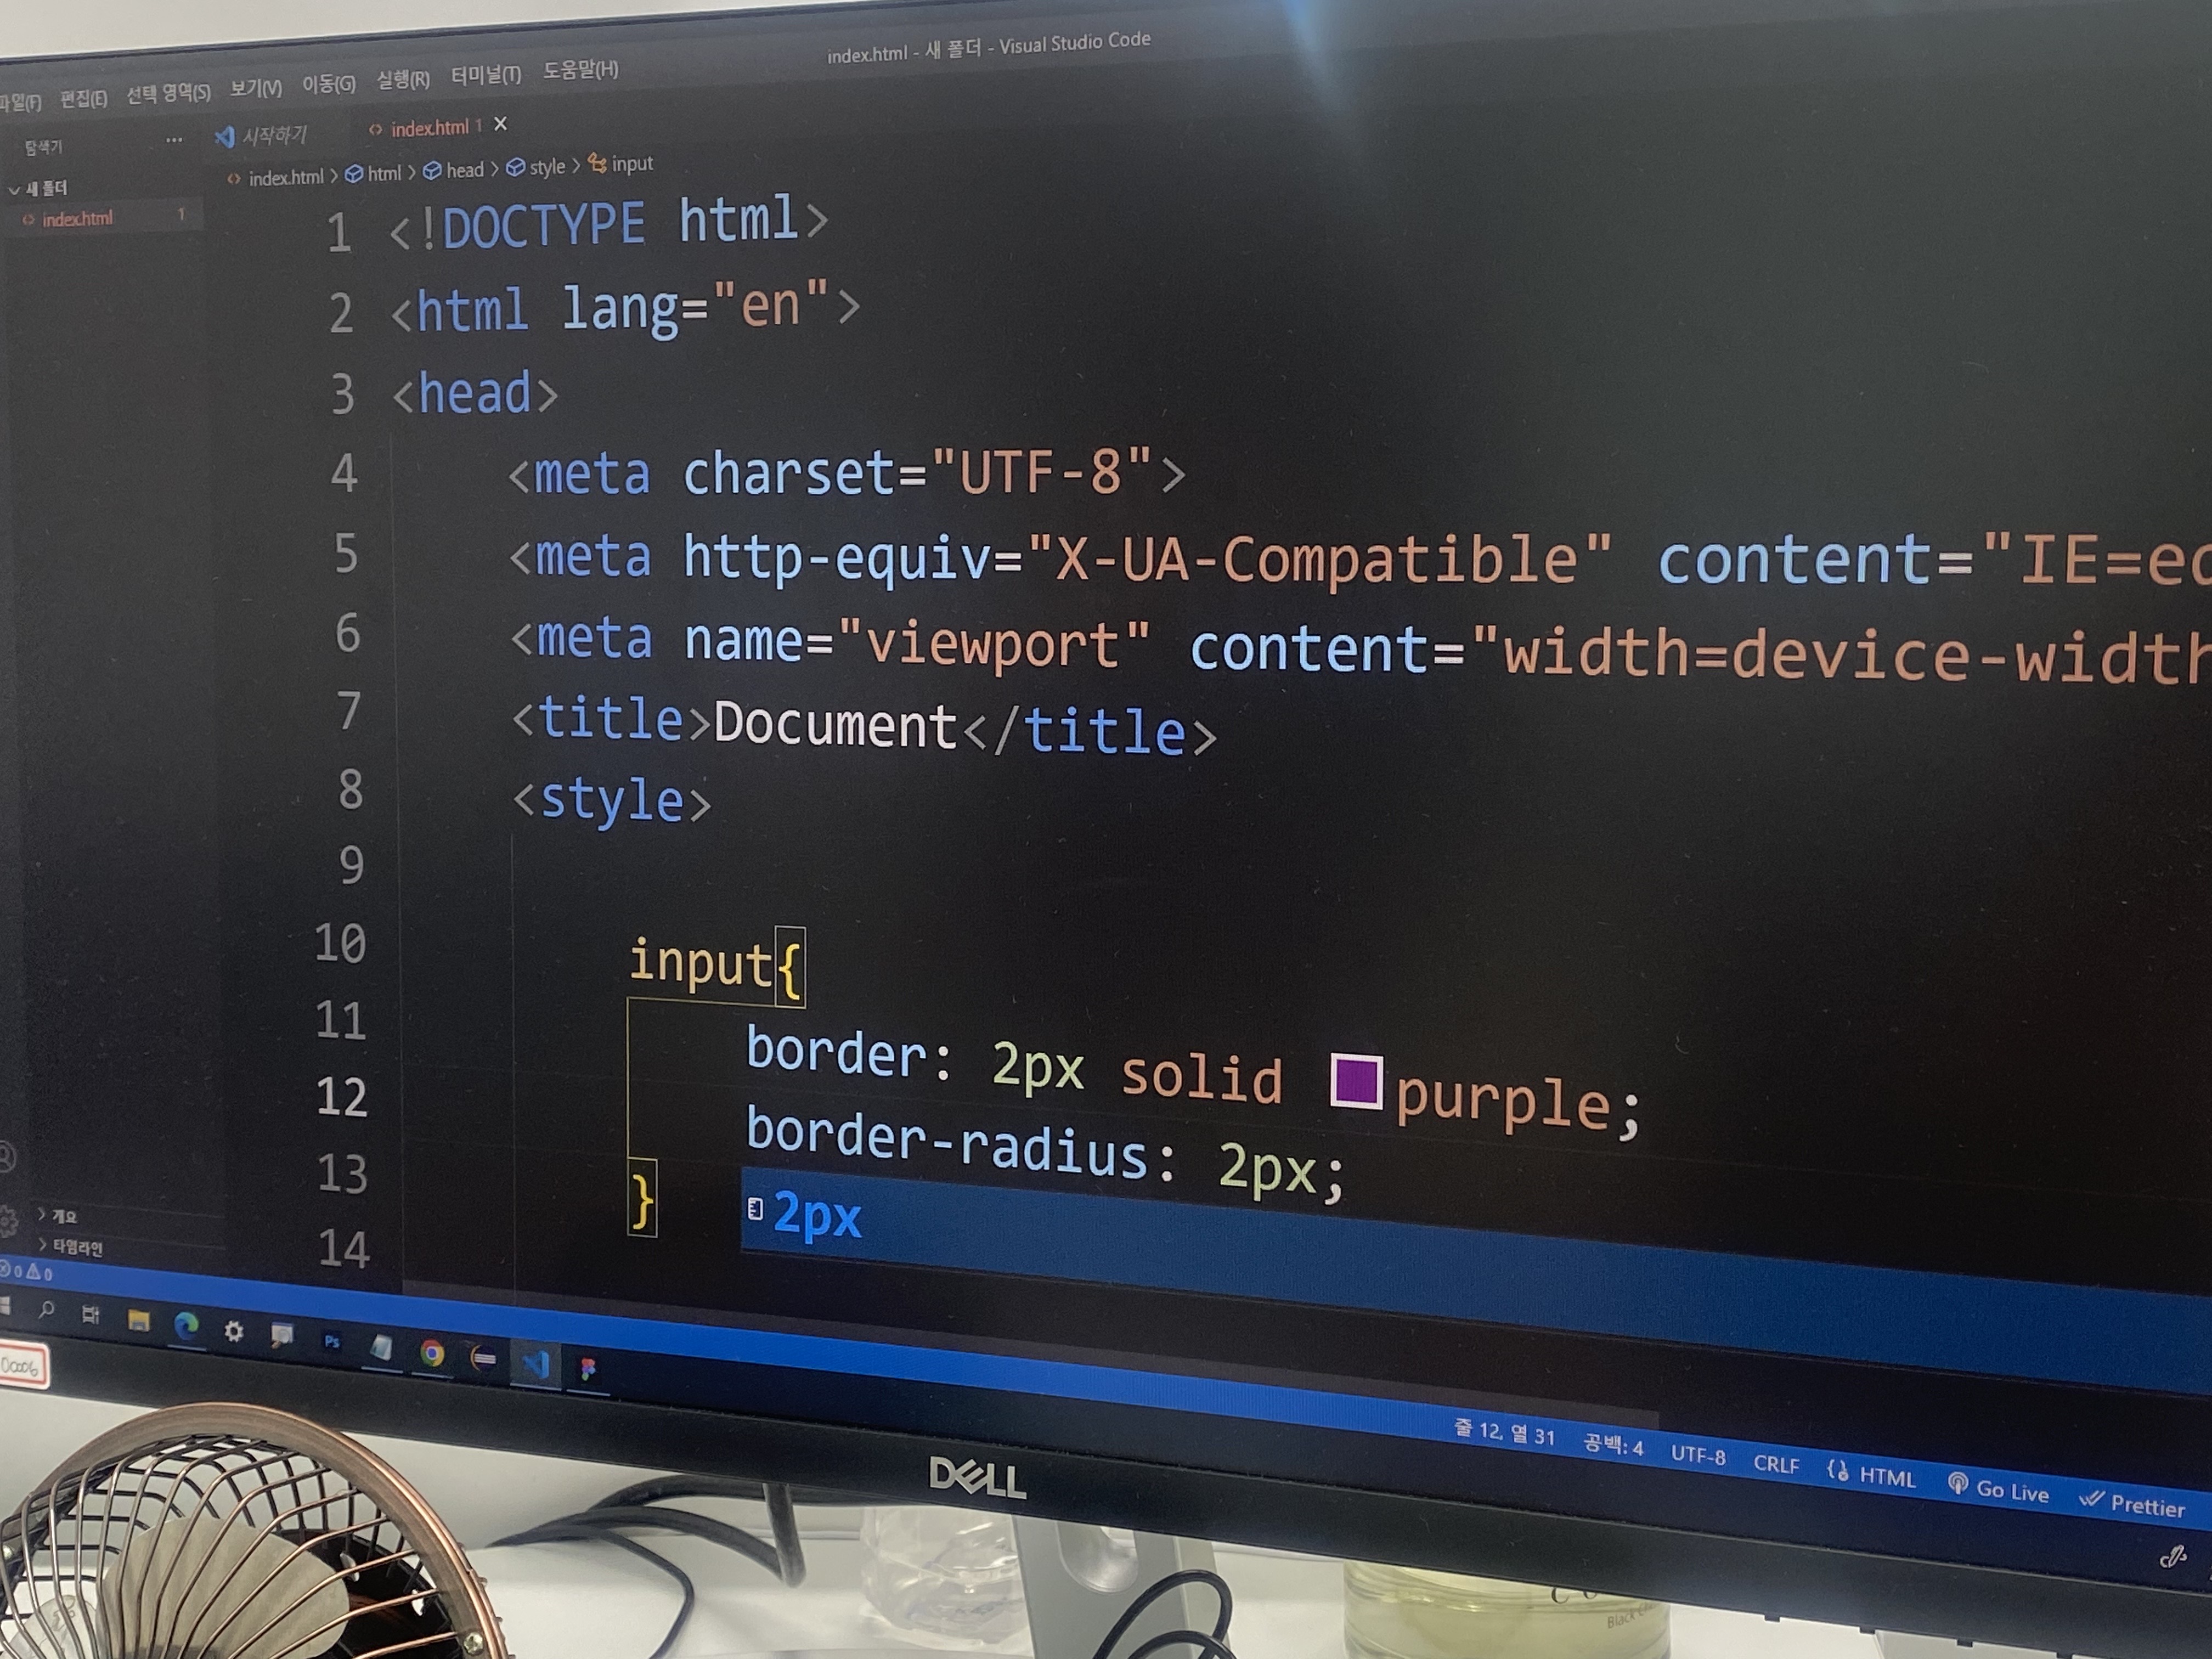 파일(F) 편집(E) 선택 영역(S) 보기(V) 이동(G) 실행(R) 터미널(T) 도움말(H) index.html - 새 폴더 - Visual Studio Code
탐색기 ··· 시작하기 index.html 1
새 폴더
index.html 1
index.html > html > head > style > input
1 <!DOCTYPE html>
2 <html lang="en">
3 <head>
4 <meta charset="UTF-8">
5 <meta http-equiv="X-UA-Compatible" content="IE=ed
6 <meta name="viewport" content="width=device-width
7 <title>Document</title>
8 <style>
9
10 input{
11 border: 2px solid purple;
12 border-radius: 2px;
13 }
2px
14
개요
타임라인
0 0
줄 12, 열 31 공백: 4 UTF-8 CRLF HTML Go Live Prettier
Ps
DELL